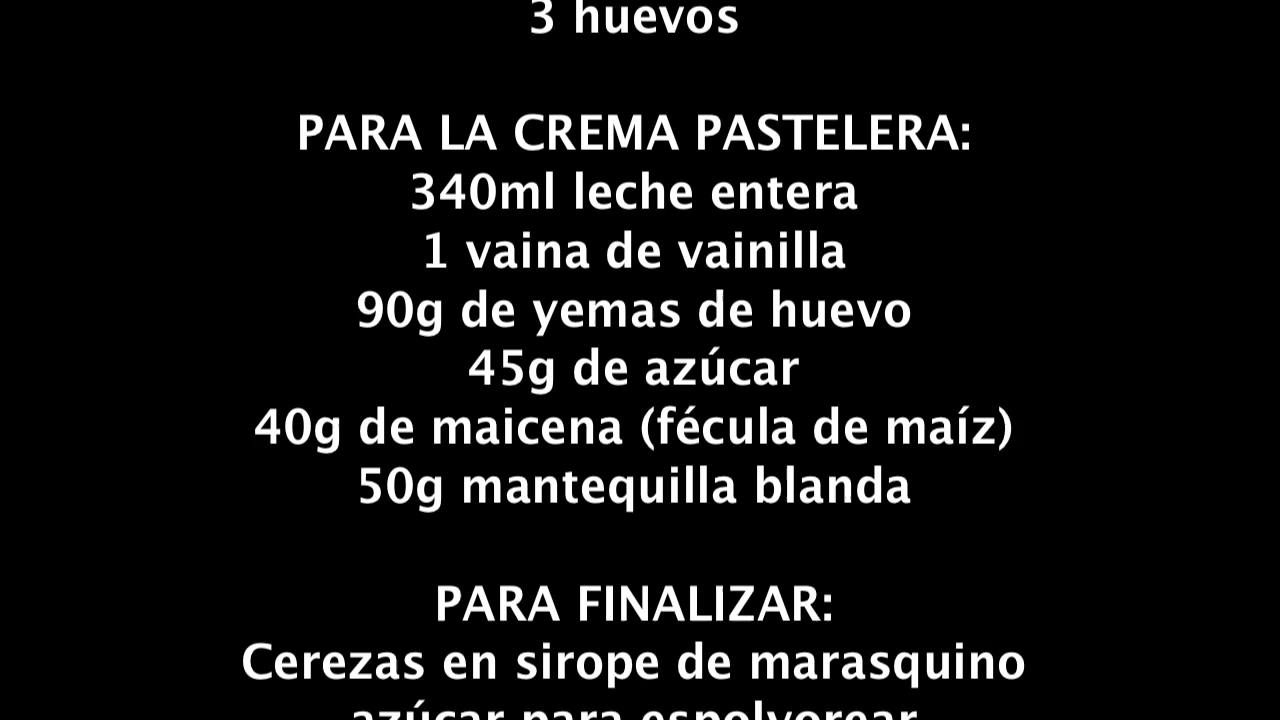 3 huevos
PARA LA CREMA PASTELERA:
340ml leche entera
1 vaina de vainilla
90g de yemas de huevo
45g de azúcar
40g de maicena (fécula de maíz)
50g mantequilla blanda
PARA FINALIZAR:
Cerezas en sirope de marasquino
azúcar para espolvorear